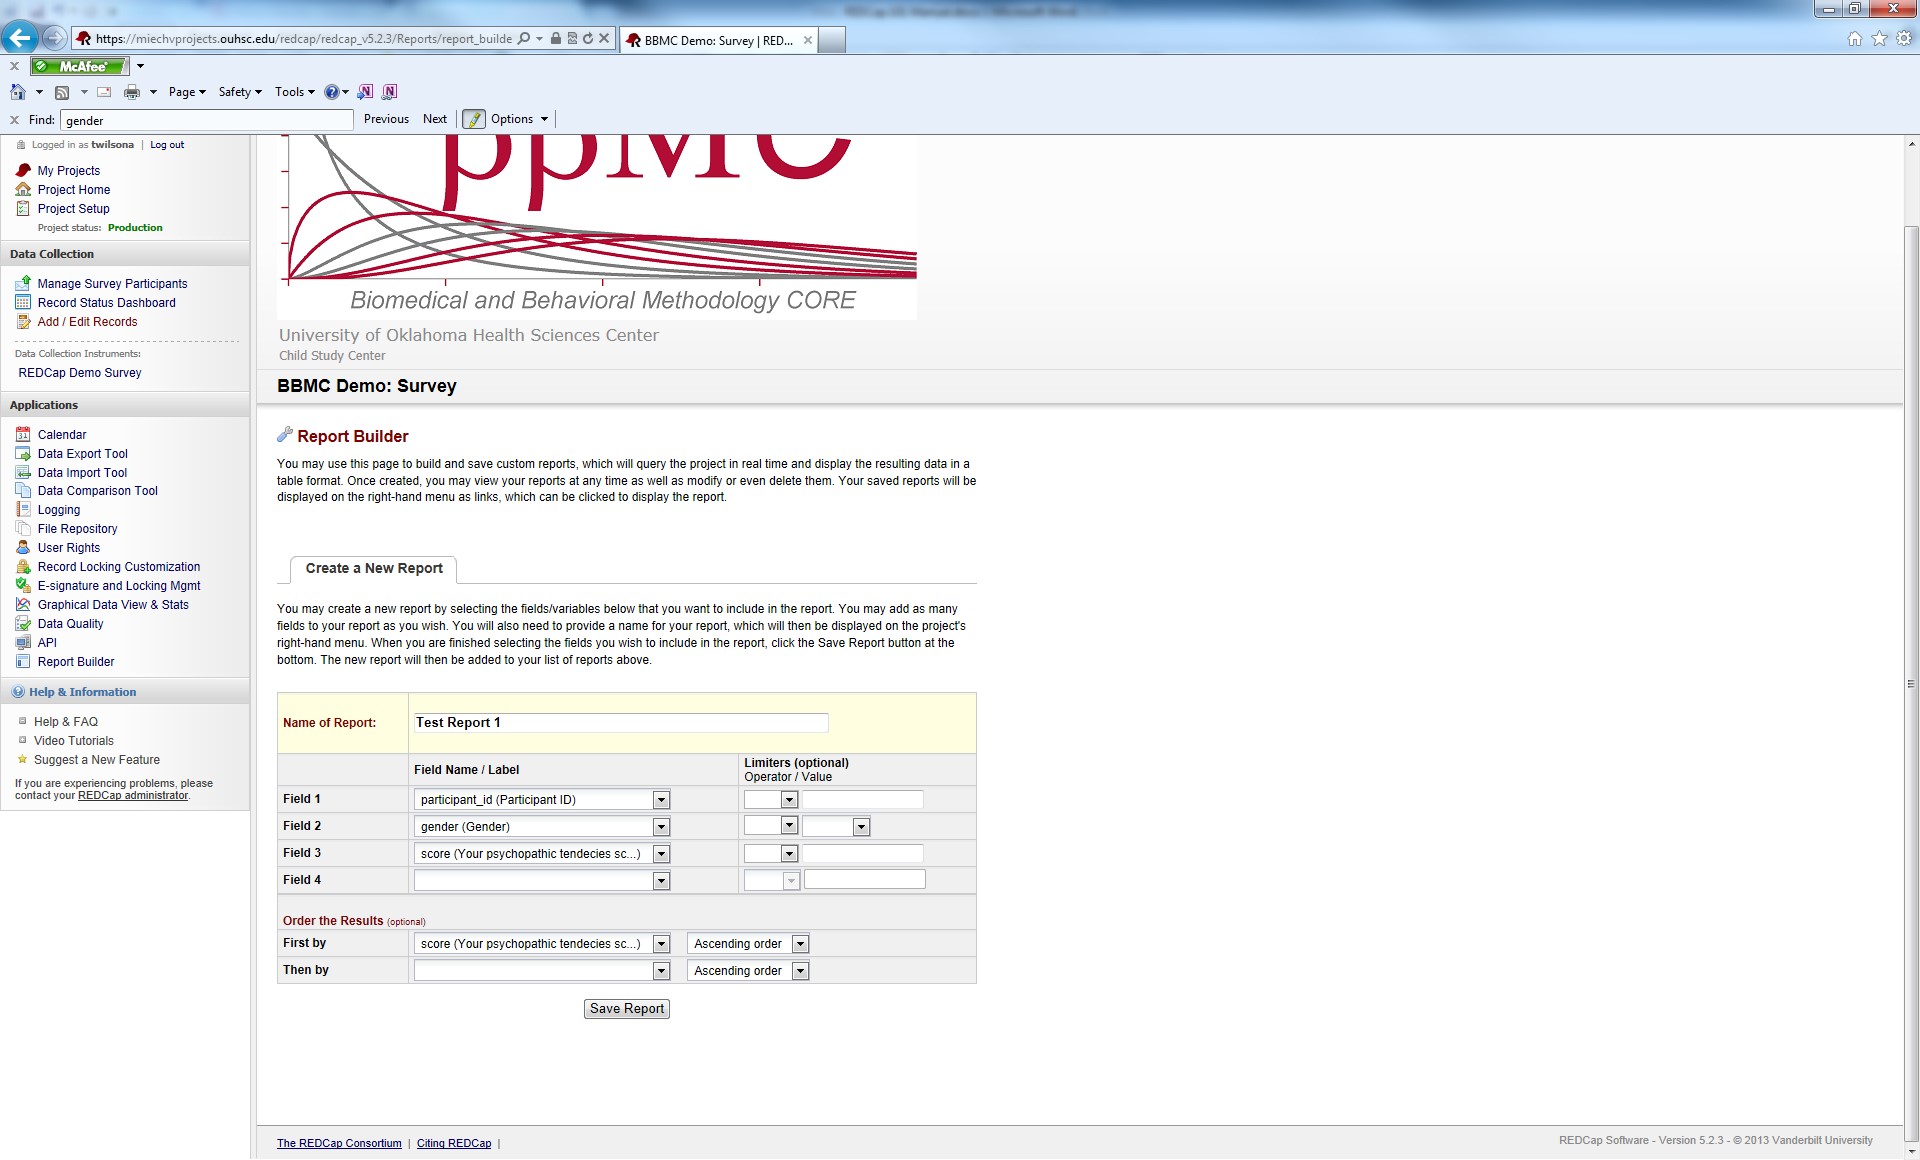 https://miechvprojects.ouhsc.edu/redcap/redcap_v5.2.3/Reports/report_builde
BBMC Demo: Survey | RED...
McAfee
Page Safety Tools
Find: gender Previous Next Options
Logged in as twilsona | Log out
My Projects
Project Home
Project Setup
Project status: Production
Data Collection
Manage Survey Participants
Record Status Dashboard
Add / Edit Records
Data Collection Instruments:
REDCap Demo Survey
Applications
31 Calendar
Data Export Tool
Data Import Tool
Data Comparison Tool
Logging
File Repository
User Rights
Record Locking Customization
E-signature and Locking Mgmt
Graphical Data View & Stats
Data Quality
API
Report Builder
Help & Information
Help & FAQ
Video Tutorials
Suggest a New Feature
If you are experiencing problems, please
contact your REDCap administrator.
Biomedical and Behavioral Methodology CORE
University of Oklahoma Health Sciences Center
Child Study Center
BBMC Demo: Survey
Report Builder
You may use this page to build and save custom reports, which will query the project in real time and display the resulting data in a
table format. Once created, you may view your reports at any time as well as modify or even delete them. Your saved reports will be
displayed on the right-hand menu as links, which can be clicked to display the report.
Create a New Report
You may create a new report by selecting the fields/variables below that you want to include in the report. You may add as many
fields to your report as you wish. You will also need to provide a name for your report, which will then be displayed on the project's
right-hand menu. When you are finished selecting the fields you wish to include in the report, click the Save Report button at the
bottom. The new report will then be added to your list of reports above.
Name of Report: Test Report 1
Field Name / Label Limiters (optional)
Operator / Value
Field 1 participant_id (Participant ID)
Field 2 gender (Gender)
Field 3 score (Your psychopathic tendecies sc...)
Field 4
Order the Results (optional)
First by score (Your psychopathic tendecies sc...) Ascending order
Then by Ascending order
Save Report
The REDCap Consortium | Citing REDCap |
REDCap Software - Version 5.2.3 - © 2013 Vanderbilt University